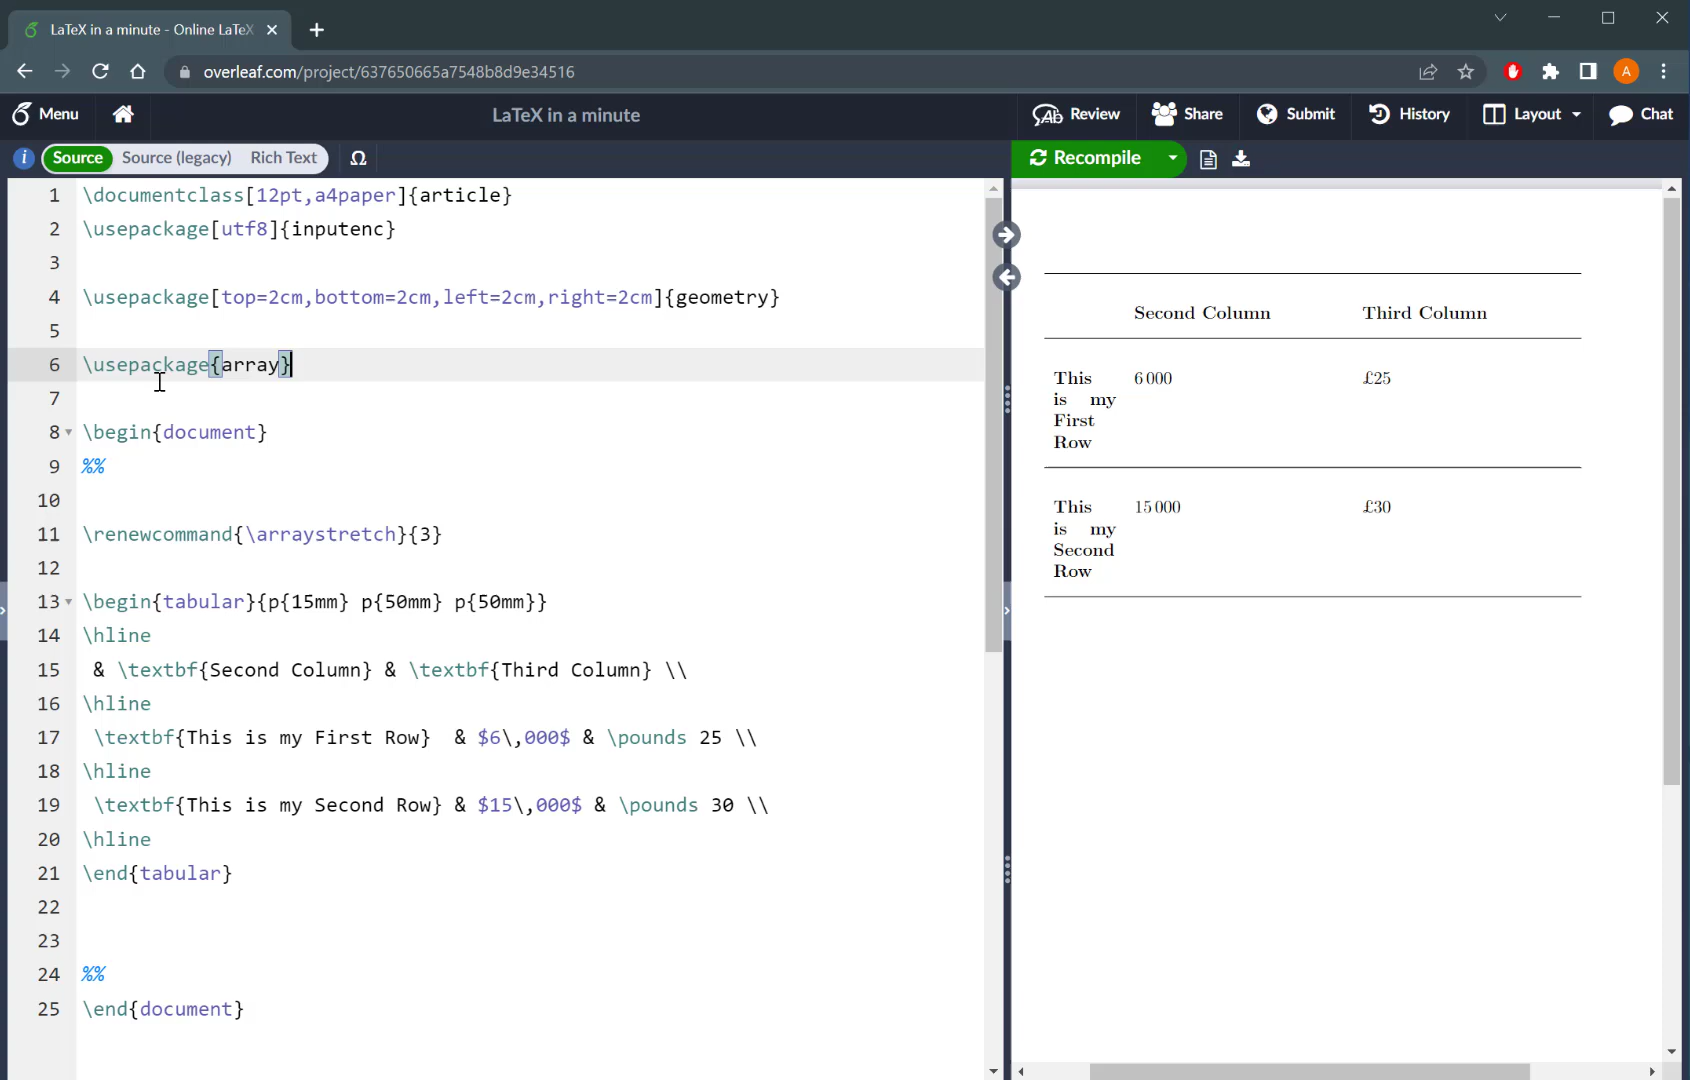 LaTeX in a minute - Online LaTeX
overleaf.com/project/637650665a7548b8d9e34516
A
Menu
LaTeX in a minute
Review
Share
Submit
History
Layout
Chat
Source
Source (legacy)
Rich Text
Ω
Recompile
1 \documentclass[12pt,a4paper]{article}
2 \usepackage[utf8]{inputenc}
3
4 \usepackage[top=2cm,bottom=2cm,left=2cm,right=2cm]{geometry}
5
6 \usepackage{array}
7
8 \begin{document}
9 %%
10
11 \renewcommand{\arraystretch}{3}
12
13 \begin{tabular}{p{15mm} p{50mm} p{50mm}}
14 \hline
15 & \textbf{Second Column} & \textbf{Third Column} \\
16 \hline
17 \textbf{This is my First Row}  & $6\,000$ & \pounds 25 \\
18 \hline
19 \textbf{This is my Second Row} & $15\,000$ & \pounds 30 \\
20 \hline
21 \end{tabular}
22
23
24 %%
25 \end{document}
Second Column Third Column
This 6 000 £25
is my
First
Row
This 15 000 £30
is my
Second
Row